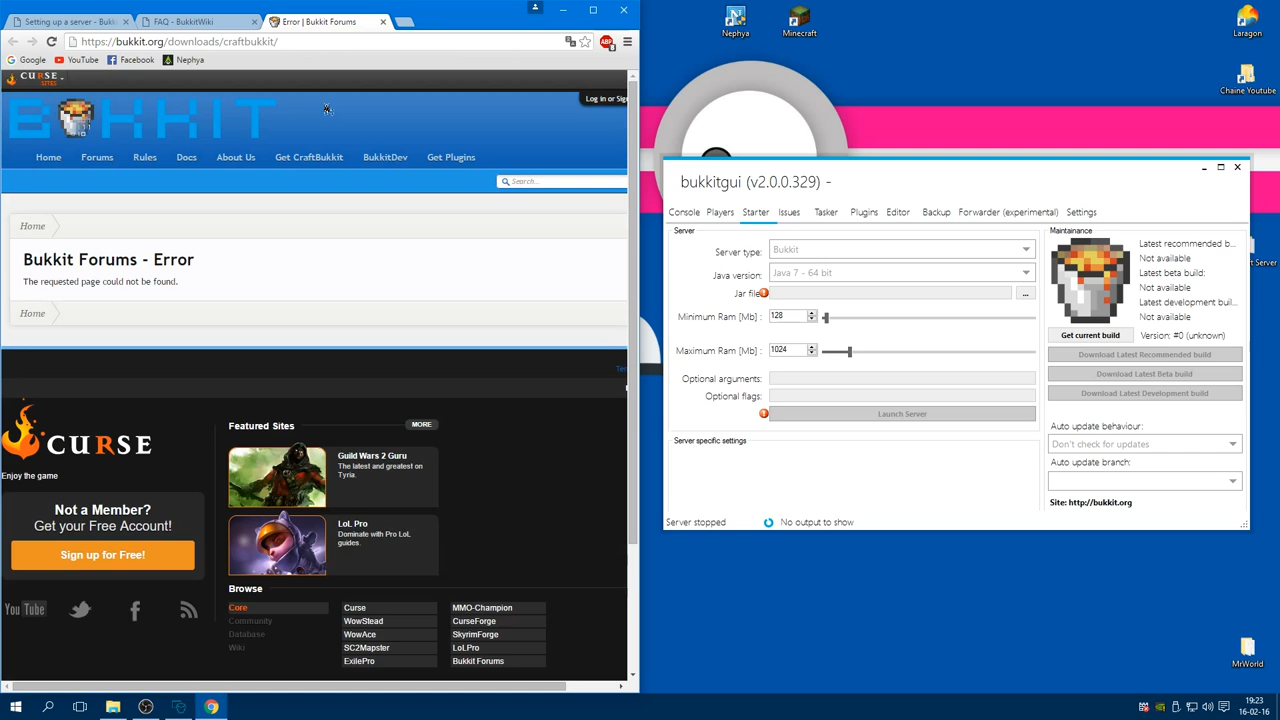 Setting up a server - Bukk
FAQ - BukkitWiki
Error | Bukkit Forums
https://bukkit.org/downloads/craftbukkit/
Google
YouTube
Facebook
Nephya
CURSE
SITES
Log in or Sign
BUKKIT
Home
Forums
Rules
Docs
About Us
Get CraftBukkit
BukkitDev
Get Plugins
Search...
Home
Bukkit Forums - Error
The requested page could not be found.
Home
CURSE
Enjoy the game
Not a Member?
Get your Free Account!
Sign up for Free!
You Tube
Featured Sites
MORE
Guild Wars 2 Guru
The latest and greatest on
Tyria.
LoL Pro
Dominate with Pro LoL
guides.
Browse
Core
Community
Database
Wiki
Curse
WowStead
WowAce
SC2Mapster
ExilePro
MMO-Champion
CurseForge
SkyrimForge
LoLPro
Bukkit Forums
Nephya
Minecraft
Laragon
Chaine Youtube
bukkitgui (v2.0.0.329) -
Console
Players
Starter
Issues
Tasker
Plugins
Editor
Backup
Forwarder (experimental)
Settings
Server
Server type:
Bukkit
Java version:
Java 7 - 64 bit
Jar file
...
Minimum Ram [Mb] :
128
Maximum Ram [Mb] :
1024
Optional arguments:
Optional flags:
Launch Server
Server specific settings
Maintainance
Latest recommended b...
Not available
Latest beta build:
Not available
Latest development buil...
Not available
Get current build
Version: #0 (unknown)
Download Latest Recommended build
Download Latest Beta build
Download Latest Development build
Auto update behaviour:
Don't check for updates
Auto update branch:
Site: http://bukkit.org
Server stopped
No output to show
Server
MrWorld
19:23
16-02-16